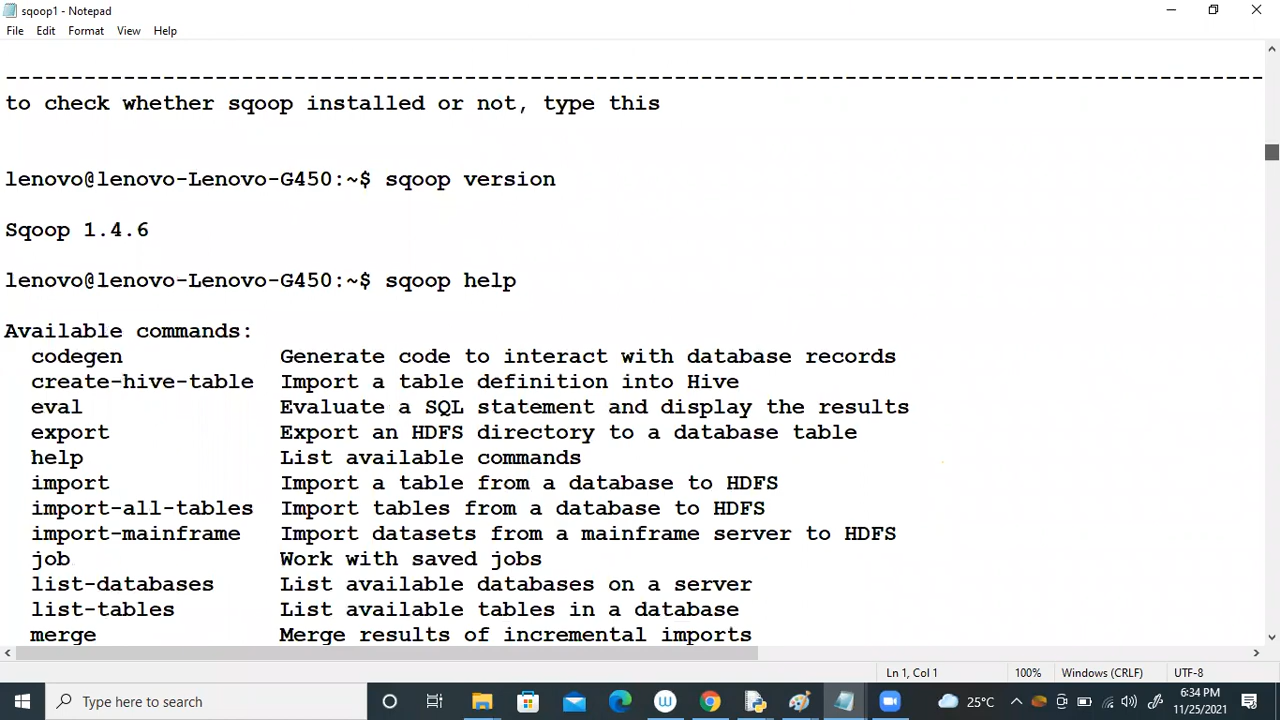 sqoop1 - Notepad
File Edit Format View Help
--------------------------------------------------------------------------------------------
to check whether sqoop installed or not, type this
lenovo@lenovo-Lenovo-G450:~$ sqoop version
Sqoop 1.4.6
lenovo@lenovo-Lenovo-G450:~$ sqoop help
Available commands:
codegen Generate code to interact with database records
create-hive-table Import a table definition into Hive
eval Evaluate a SQL statement and display the results
export Export an HDFS directory to a database table
help List available commands
import Import a table from a database to HDFS
import-all-tables Import tables from a database to HDFS
import-mainframe Import datasets from a mainframe server to HDFS
job Work with saved jobs
list-databases List available databases on a server
list-tables List available tables in a database
merge Merge results of incremental imports
Ln 1, Col 1 100% Windows (CRLF) UTF-8
Type here to search 25°C 6:34 PM
11/25/2021